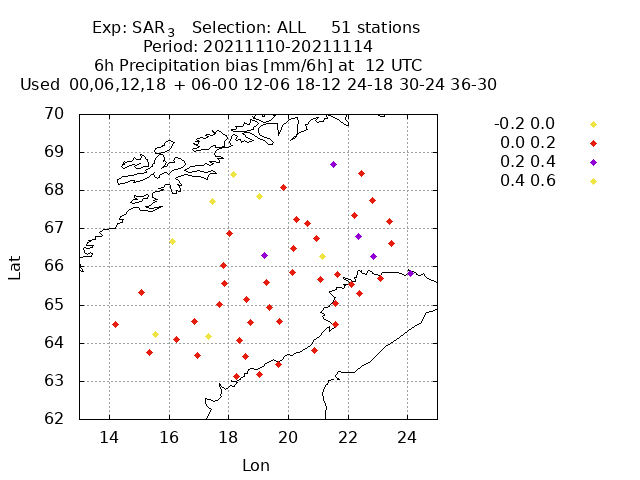 Exp: SAR3 Selection: ALL 51 stations
Period: 20211110-20211114
6h Precipitation bias [mm/6h] at 12 UTC
Used 00,06,12,18 + 06-00 12-06 18-12 24-18 30-24 36-30
-0.2 0.0
0.0 0.2
0.2 0.4
0.4 0.6
70
69
68
67
66
65
64
63
62
Lat
14 16 18 20 22 24
Lon